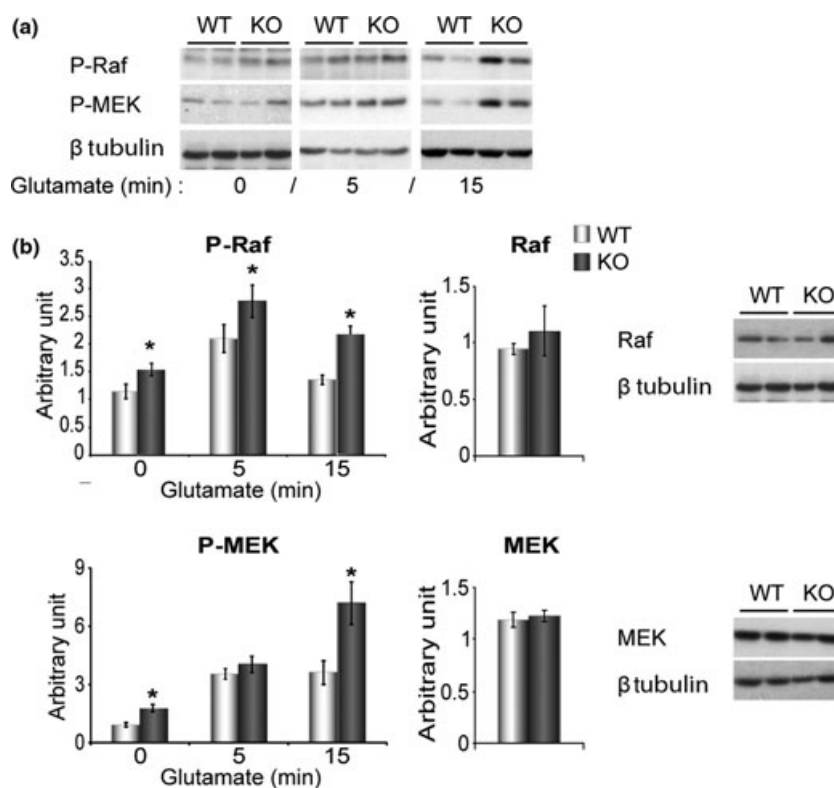 (a)
WT KO WT KO WT KO
P-Raf
P-MEK
β tubulin
Glutamate (min) : 0 / 5 / 15
(b)
P-Raf
Arbitrary unit
3.5
3
2.5
2
1.5
1
0.5
0
0 5 15
Glutamate (min)
*
*
*
Raf
Arbitrary unit
1.5
1
0.5
0
WT
KO
WT KO
Raf
β tubulin
P-MEK
Arbitrary unit
9
6
3
0
0 5 15
Glutamate (min)
*
*
MEK
Arbitrary unit
1.5
1
0.5
0
WT KO
MEK
β tubulin